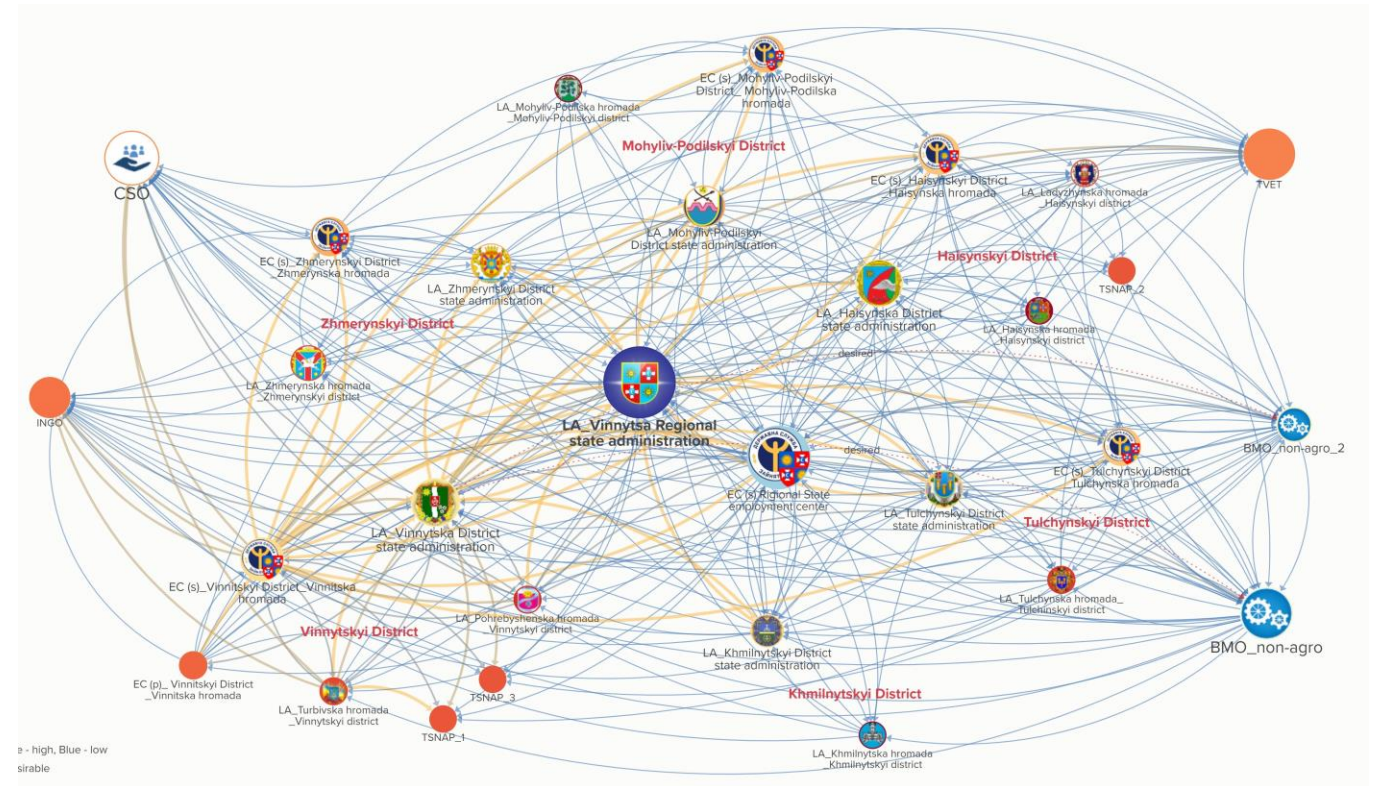 EC (s)_Mohyliv-Podilskyi
District_ Mohyliv-Podilska
hromada
LA_Mohyliv-Podilska hromada
_Mohyliv-Podilskyi district
Mohyliv-Podilskyi District
CSO
EC (s)_Haisynskyi District
_Haisynska hromada
LA_Ladyzhynska hromada
_Haisynskyi district
TVET
LA_Mohyliv-Podilskyi
District state administration
EC (s)_Zhmerynskyi District
_Zhmerynska hromada
LA_Zhmerynskyi District
state administration
Haisynskyi District
TSNAP_2
LA_Haisynska District
state administration
Zhmerynskyi District
LA_Haisynska hromada
_Haisynskyi district
desired
LA_Zhmerynska hromada
_Zhmerynskyi district
INGO
LA_Vinnytsa Regional
state administration
BMO_non-agro_2
desired
EC (s)_Tulchynskyi District_
Tulchynska hromada
EC (s) Rigional State
employment center
LA_Tulchynskyi District
state administration
Tulchynskyi District
LA_Vinnytska District
state administration
EC (s)_Vinnitskyi District_Vinnitska
hromada
LA_Tulchynska hromada_
Tulchinskyi district
LA_Pohrebyshenska hromada
_Vinnytskyi district
Vinnytskyi District
BMO_non-agro
LA_Khmilnytskyi District
state administration
EC (p)_ Vinnitskyi District
_Vinnitska hromada
TSNAP_3
Khmilnytskyi District
LA_Turbivska hromada
_Vinnytskyi district
TSNAP_1
LA_Khmilnytska hromada
_Khmilnytskyi district
e - high, Blue - low
sirable